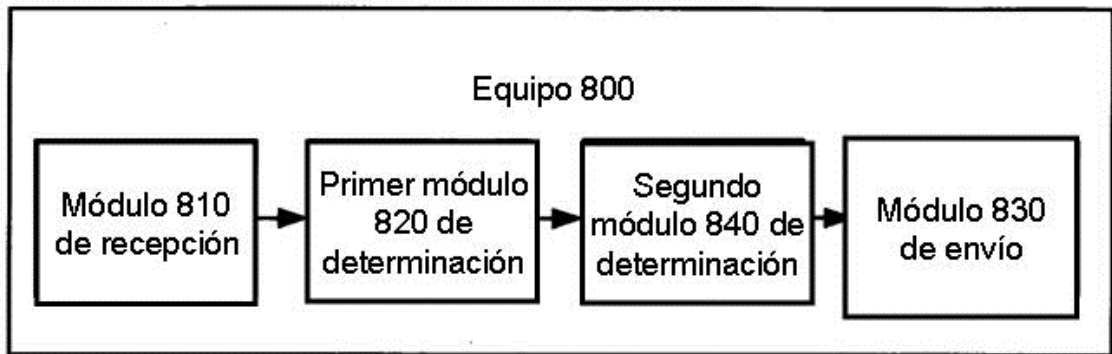 Equipo 800
Módulo 810
de recepción
Primer módulo
820 de
determinación
Segundo
módulo 840 de
determinación
Módulo 830
de envío